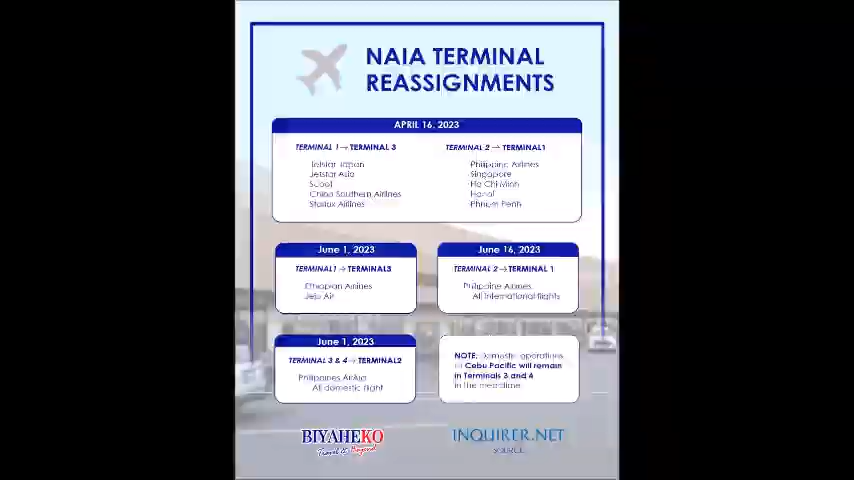 NAIA TERMINAL
REASSIGNMENTS
APRIL 16, 2023
TERMINAL 1 → TERMINAL 3
Jetstar Japan
Jetstar Asia
Scoot
China Southern Airlines
Starlux Airlines
TERMINAL 2 → TERMINAL1
Philippine Airlines
Singapore
Ho Chi Minh
Hanoi
Phnum Penh
June 1, 2023
TERMINAL1 → TERMINAL3
Ethiopian Airlines
Jeju Air
June 16, 2023
TERMINAL 2 → TERMINAL 1
Philippine Airlines
All international flights
June 1, 2023
TERMINAL 3 & 4 → TERMINAL2
Philippines AirAsia
All domestic flight
NOTE: Domestic operations
of Cebu Pacific will remain
in Terminals 3 and 4
in the meantime
BIYAHEKO
Travel & Beyond
INQUIRER.NET
SOURCE